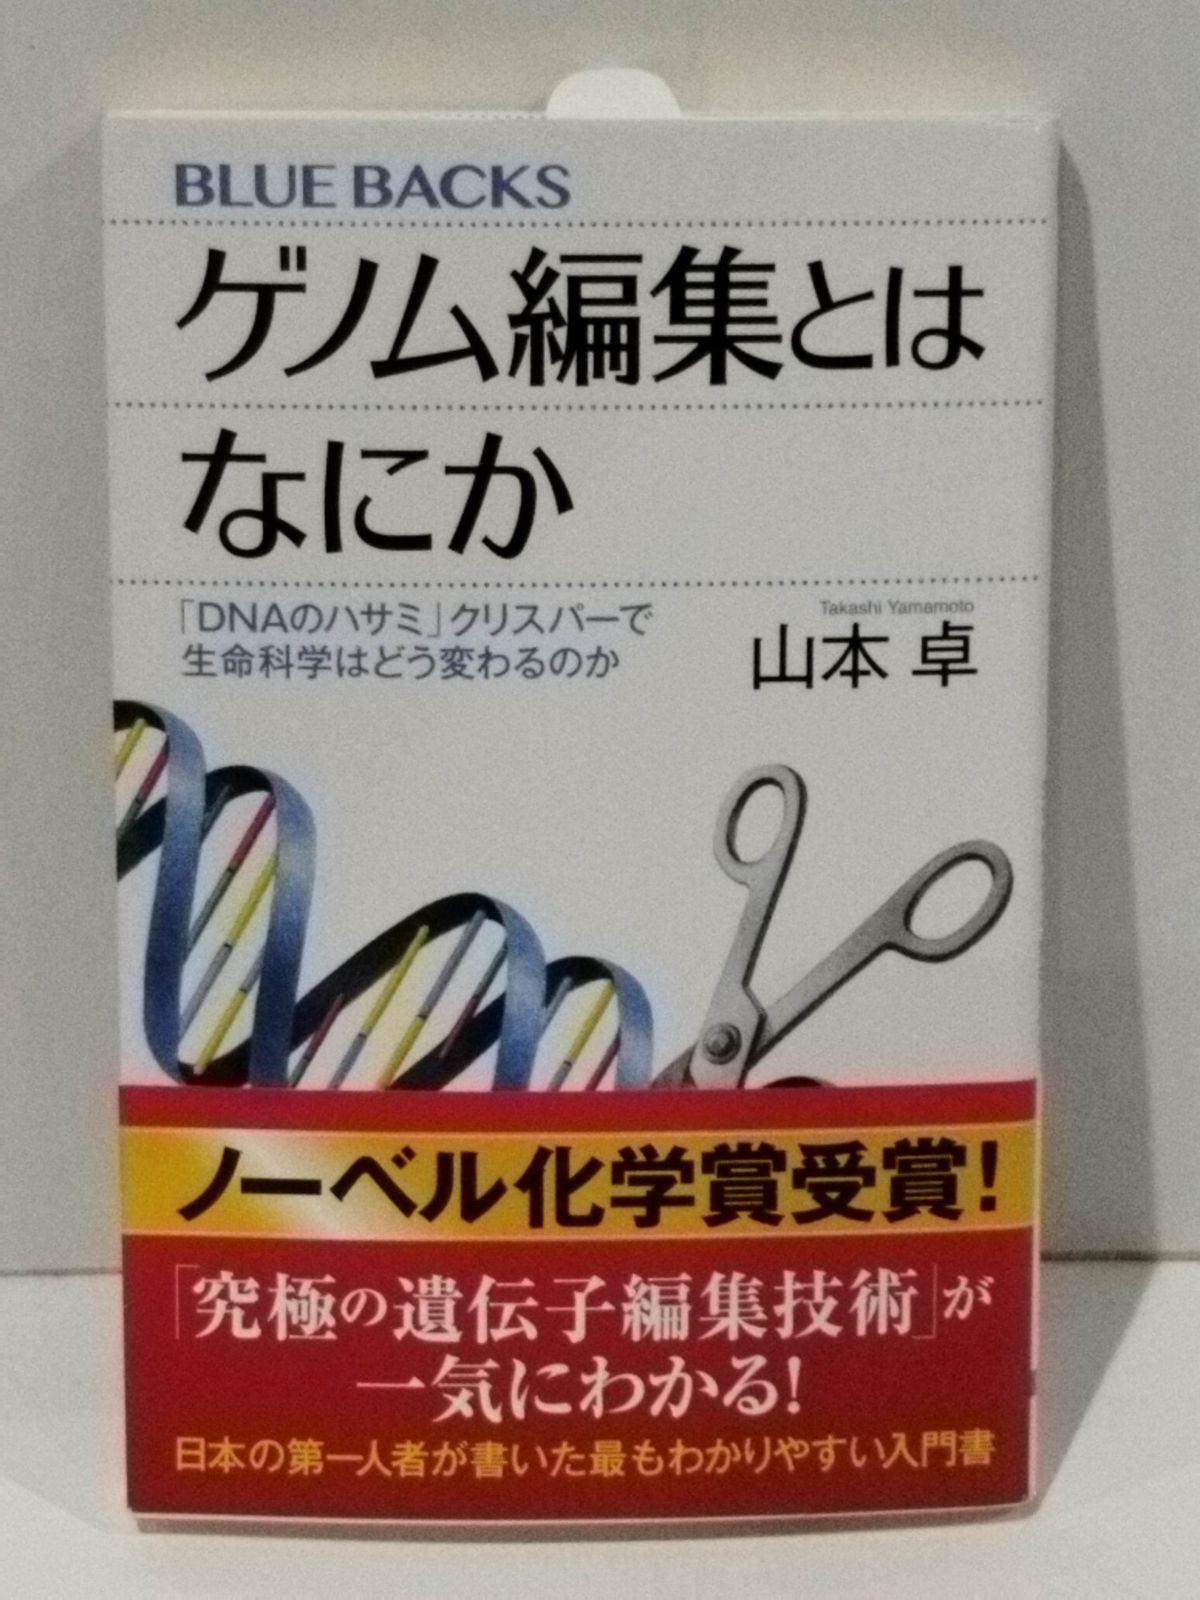 BLUE BACKS
ゲノム編集とは
なにか
「DNAのハサミ」クリスパーで
生命科学はどう変わるのか
Takashi Yamamoto
山本 卓
ノーベル化学賞受賞!
「究極の遺伝子編集技術」が
一気にわかる!
日本の第一人者が書いた最もわかりやすい入門書